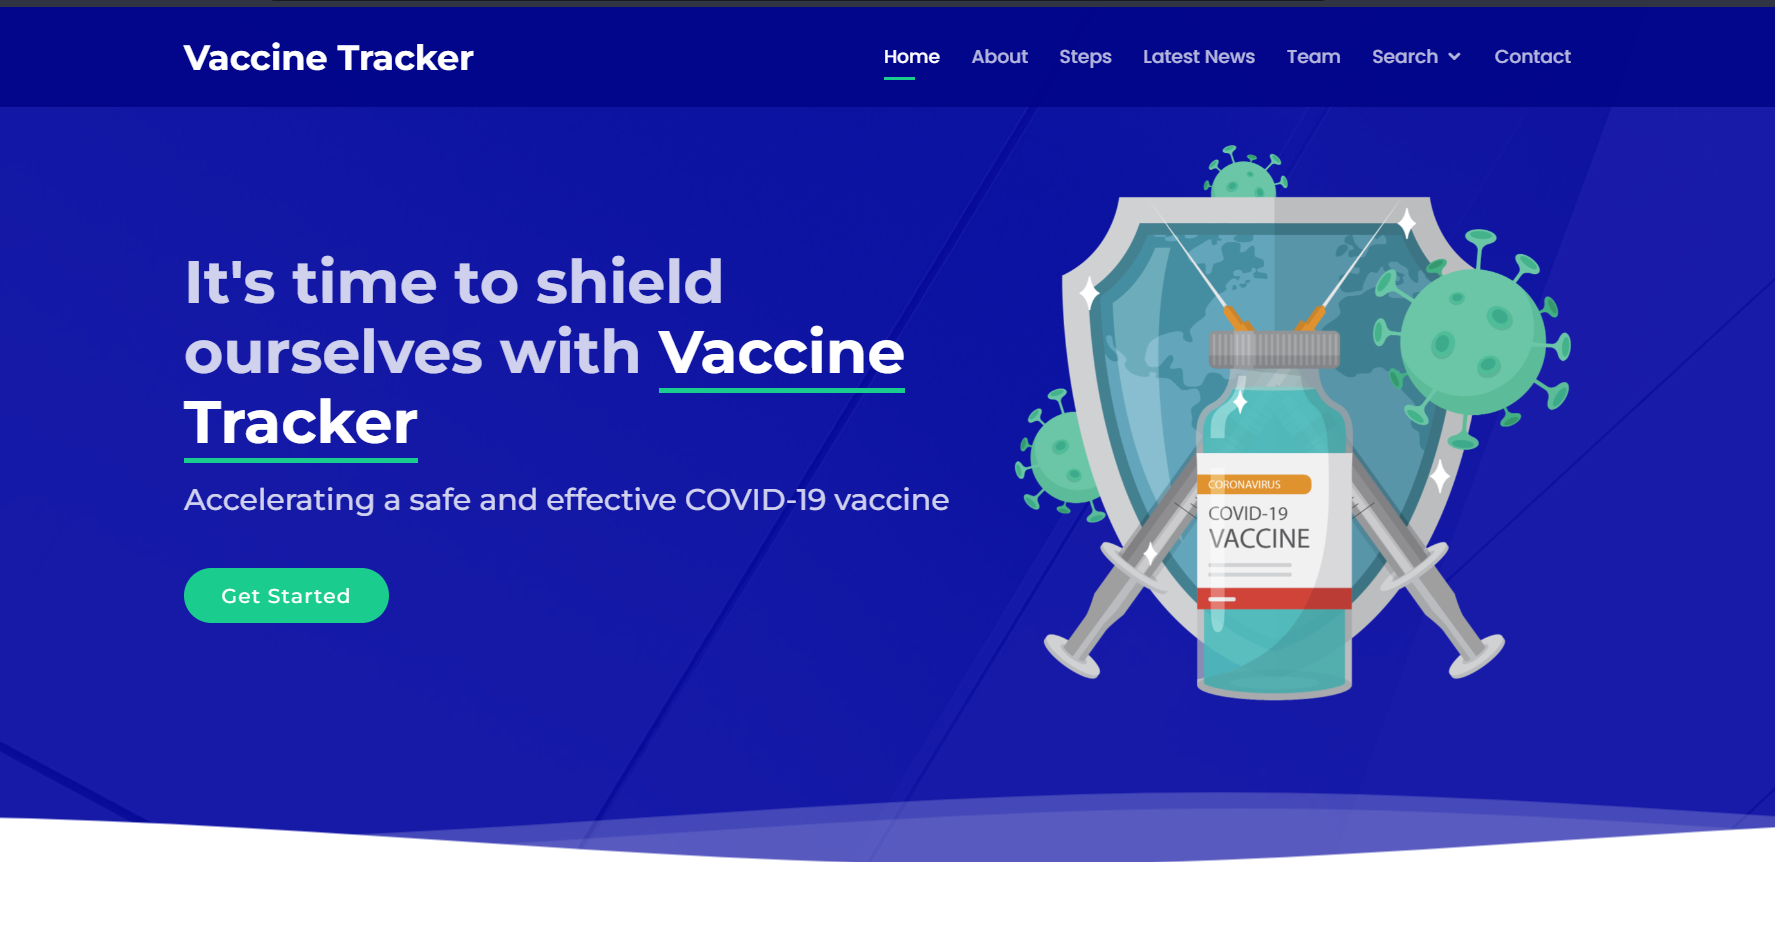 Vaccine Tracker
Home About Steps Latest News Team Search Contact
It's time to shield
ourselves with Vaccine
Tracker
Accelerating a safe and effective COVID-19 vaccine
Get Started
CORONAVIRUS
COVID-19
VACCINE